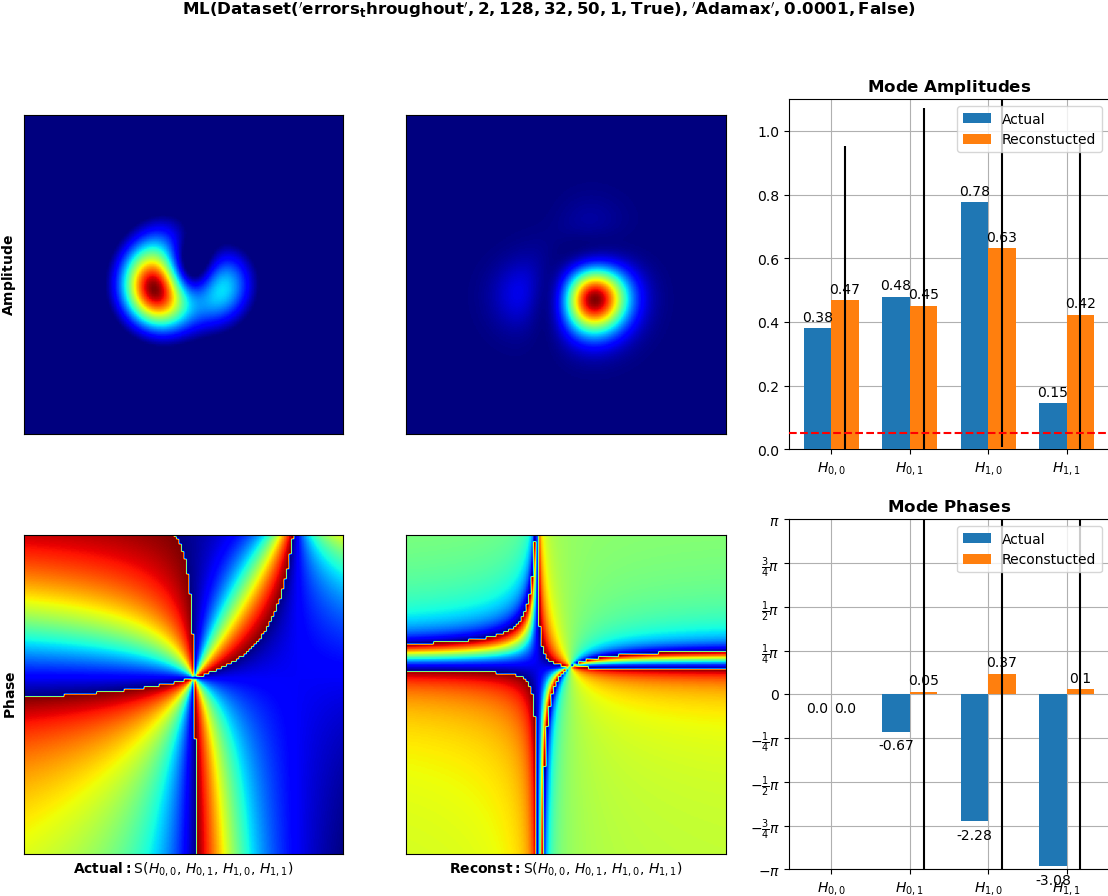 ML(Dataset('errorsₜhroughout', 2, 128, 32, 50, 1, True), 'Adamax', 0.0001, False)
Amplitude
Mode Amplitudes
Actual
Reconstucted
1.0
0.8
0.6
0.4
0.2
0.0
0.38
0.47
0.48
0.45
0.78
0.63
0.15
0.42
H0,0
H0,1
H1,0
H1,1
Phase
Actual: S(H0,0, H0,1, H1,0, H1,1)
Reconst: S(H0,0, H0,1, H1,0, H1,1)
Mode Phases
Actual
Reconstucted
π
3/4π
1/2π
1/4π
0
−1/4π
−1/2π
−3/4π
−π
0.0
0.0
-0.67
0.05
-2.28
0.37
-3.08
0.1
H0,0
H0,1
H1,0
H1,1